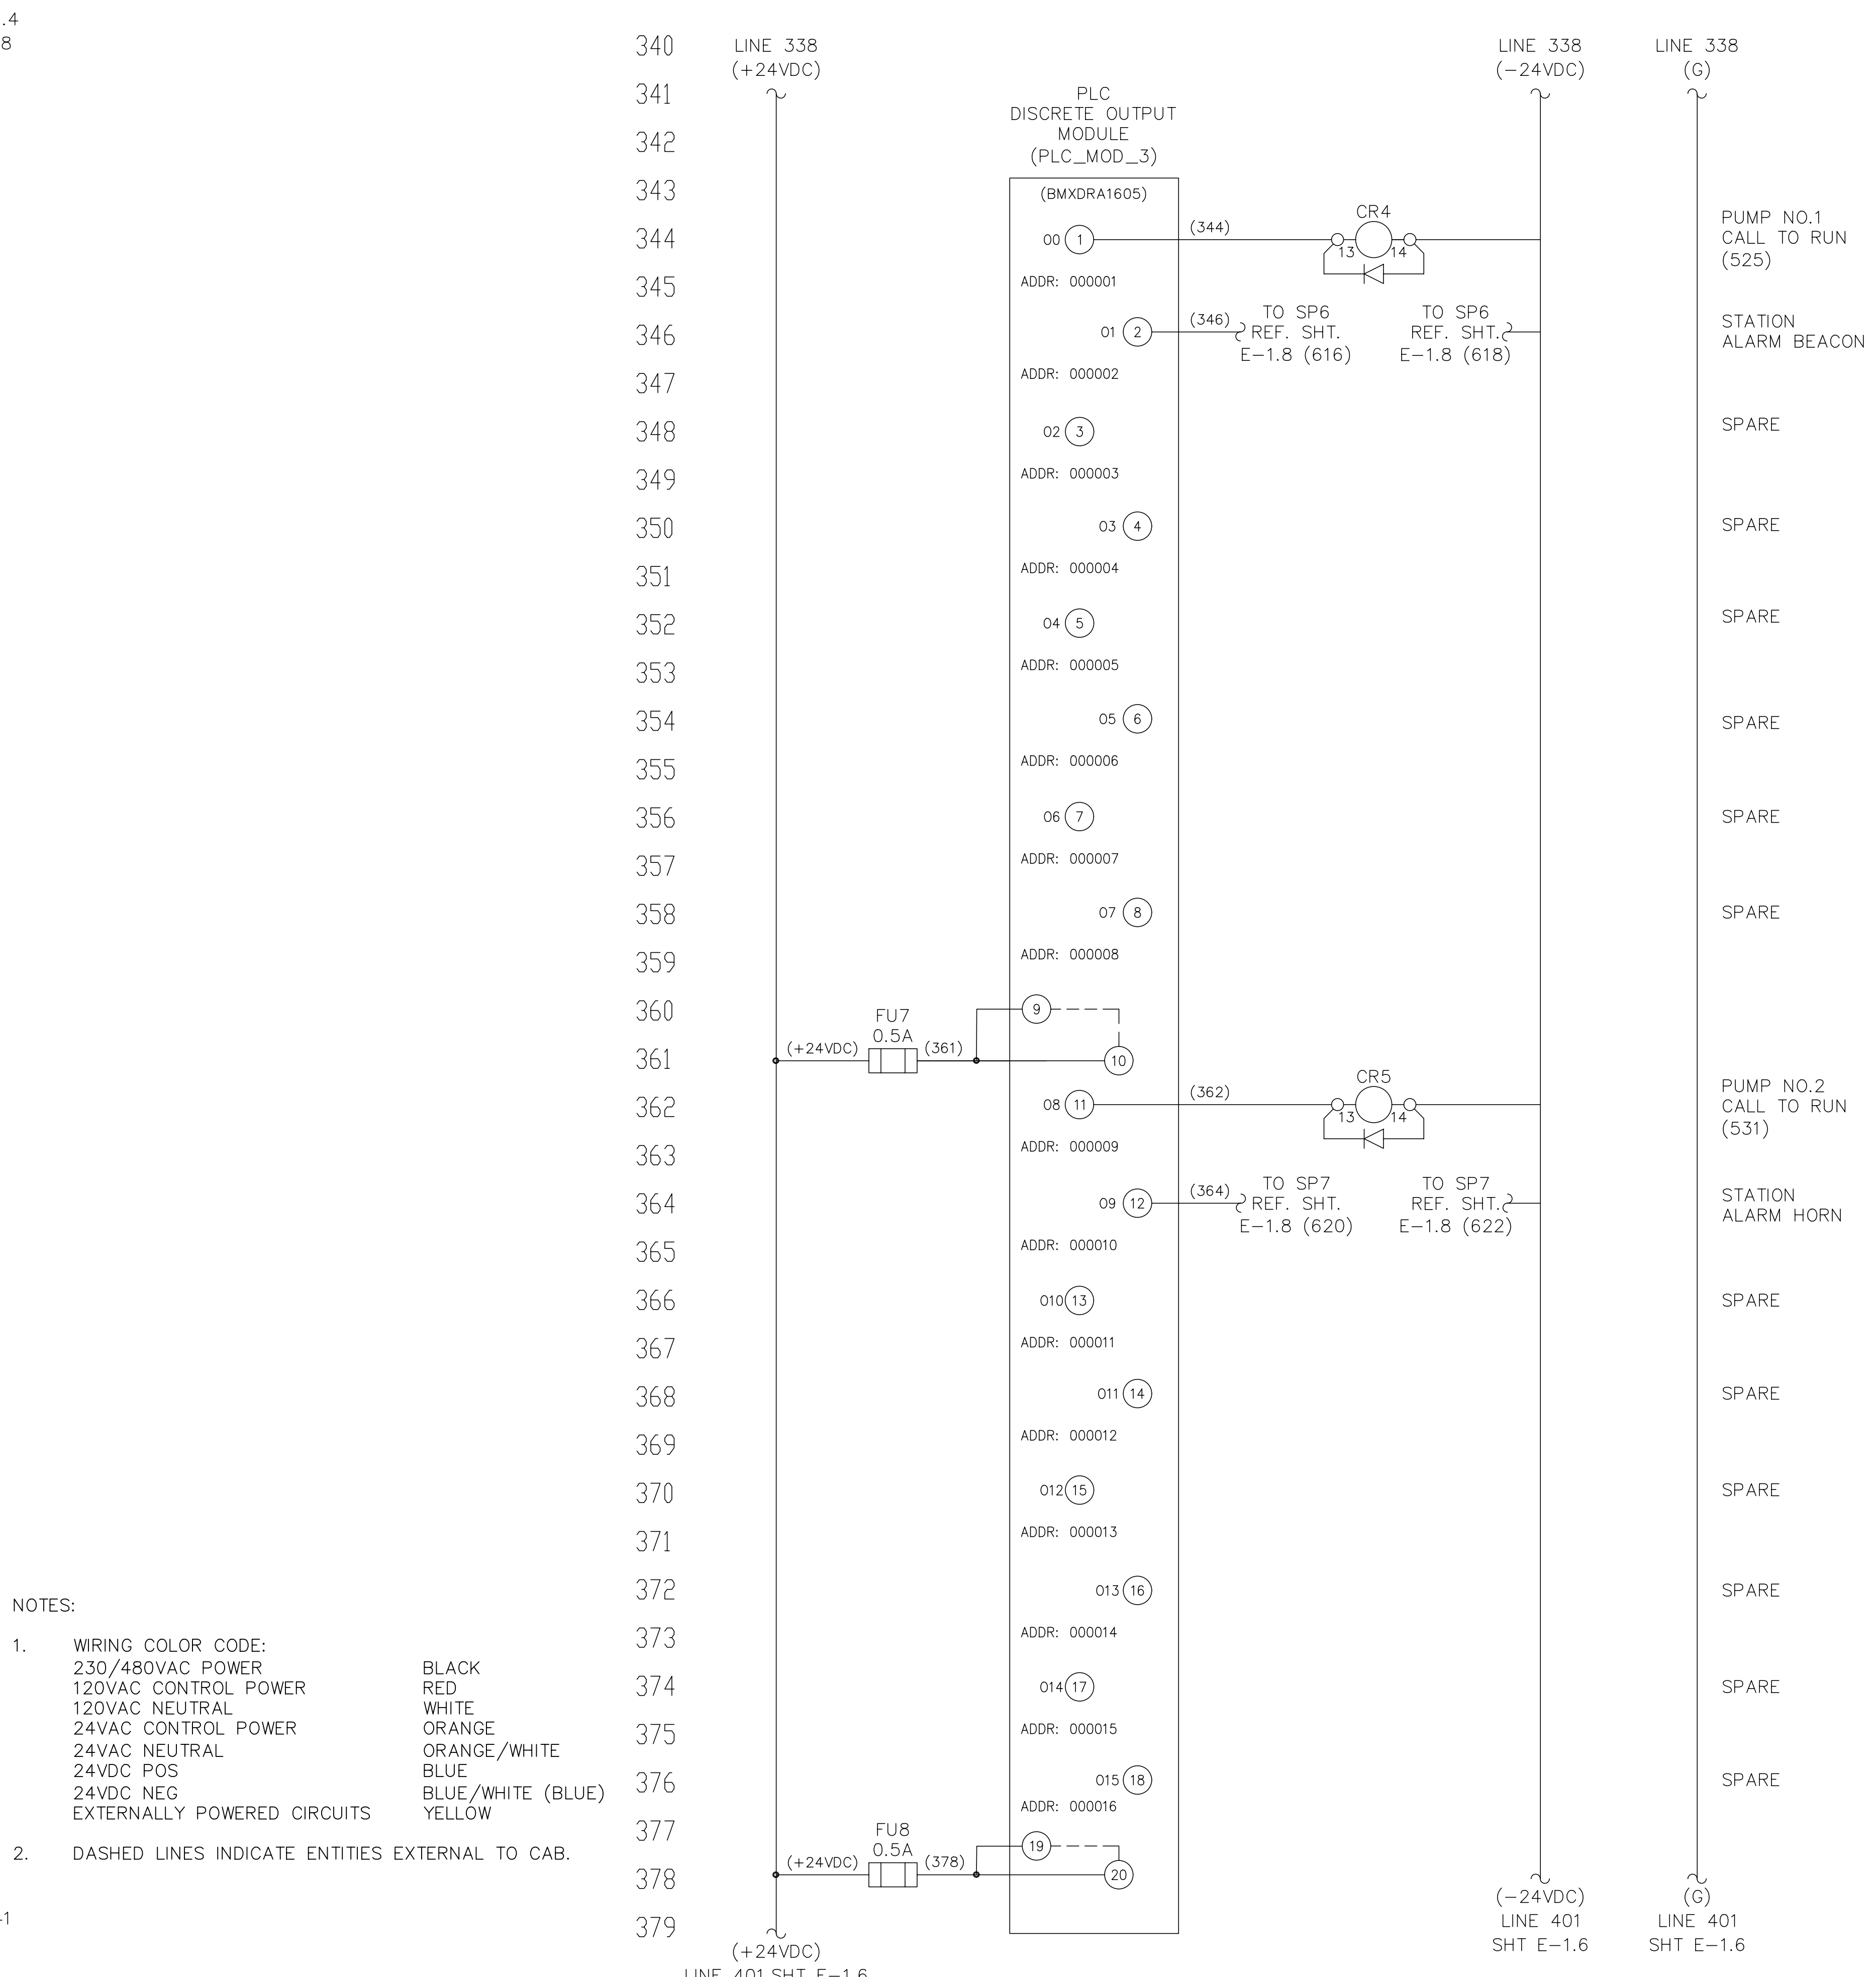 .4
8
340 LINE 338 LINE 338 LINE 338
(+24VDC) (−24VDC) (G)
341 PLC
DISCRETE OUTPUT
342 MODULE
(PLC_MOD_3)
343 (BMXDRA1605)
CR4
PUMP NO.1
344 00 1 (344) 13 14 CALL TO RUN
(525)
345 ADDR: 000001
TO SP6 TO SP6
346 01 2 (346) REF. SHT. REF. SHT. STATION
E−1.8 (616) E−1.8 (618) ALARM BEACON
347 ADDR: 000002
348 02 3 SPARE
349 ADDR: 000003
350 03 4 SPARE
351 ADDR: 000004
352 04 5 SPARE
353 ADDR: 000005
354 05 6 SPARE
355 ADDR: 000006
356 06 7 SPARE
357 ADDR: 000007
358 07 8 SPARE
359 ADDR: 000008
360 FU7 9
0.5A
361 (+24VDC) (361) 10
CR5
PUMP NO.2
362 08 11 (362) 13 14 CALL TO RUN
(531)
363 ADDR: 000009
TO SP7 TO SP7
364 09 12 (364) REF. SHT. REF. SHT. STATION
E−1.8 (620) E−1.8 (622) ALARM HORN
365 ADDR: 000010
366 010 13 SPARE
367 ADDR: 000011
368 011 14 SPARE
369 ADDR: 000012
370 012 15 SPARE
371 ADDR: 000013
372 013 16 SPARE
373 ADDR: 000014
374 014 17 SPARE
375 ADDR: 000015
376 015 18 SPARE
ADDR: 000016
377 FU8 19
0.5A
378 (+24VDC) (378) 20
379
(−24VDC) (G)
LINE 401 LINE 401
SHT E−1.6 SHT E−1.6
(+24VDC)
LINE 401 SHT E−1.6
NOTES:
1. WIRING COLOR CODE:
230/480VAC POWER BLACK
120VAC CONTROL POWER RED
120VAC NEUTRAL WHITE
24VAC CONTROL POWER ORANGE
24VAC NEUTRAL ORANGE/WHITE
24VDC POS BLUE
24VDC NEG BLUE/WHITE (BLUE)
EXTERNALLY POWERED CIRCUITS YELLOW
2. DASHED LINES INDICATE ENTITIES EXTERNAL TO CAB.